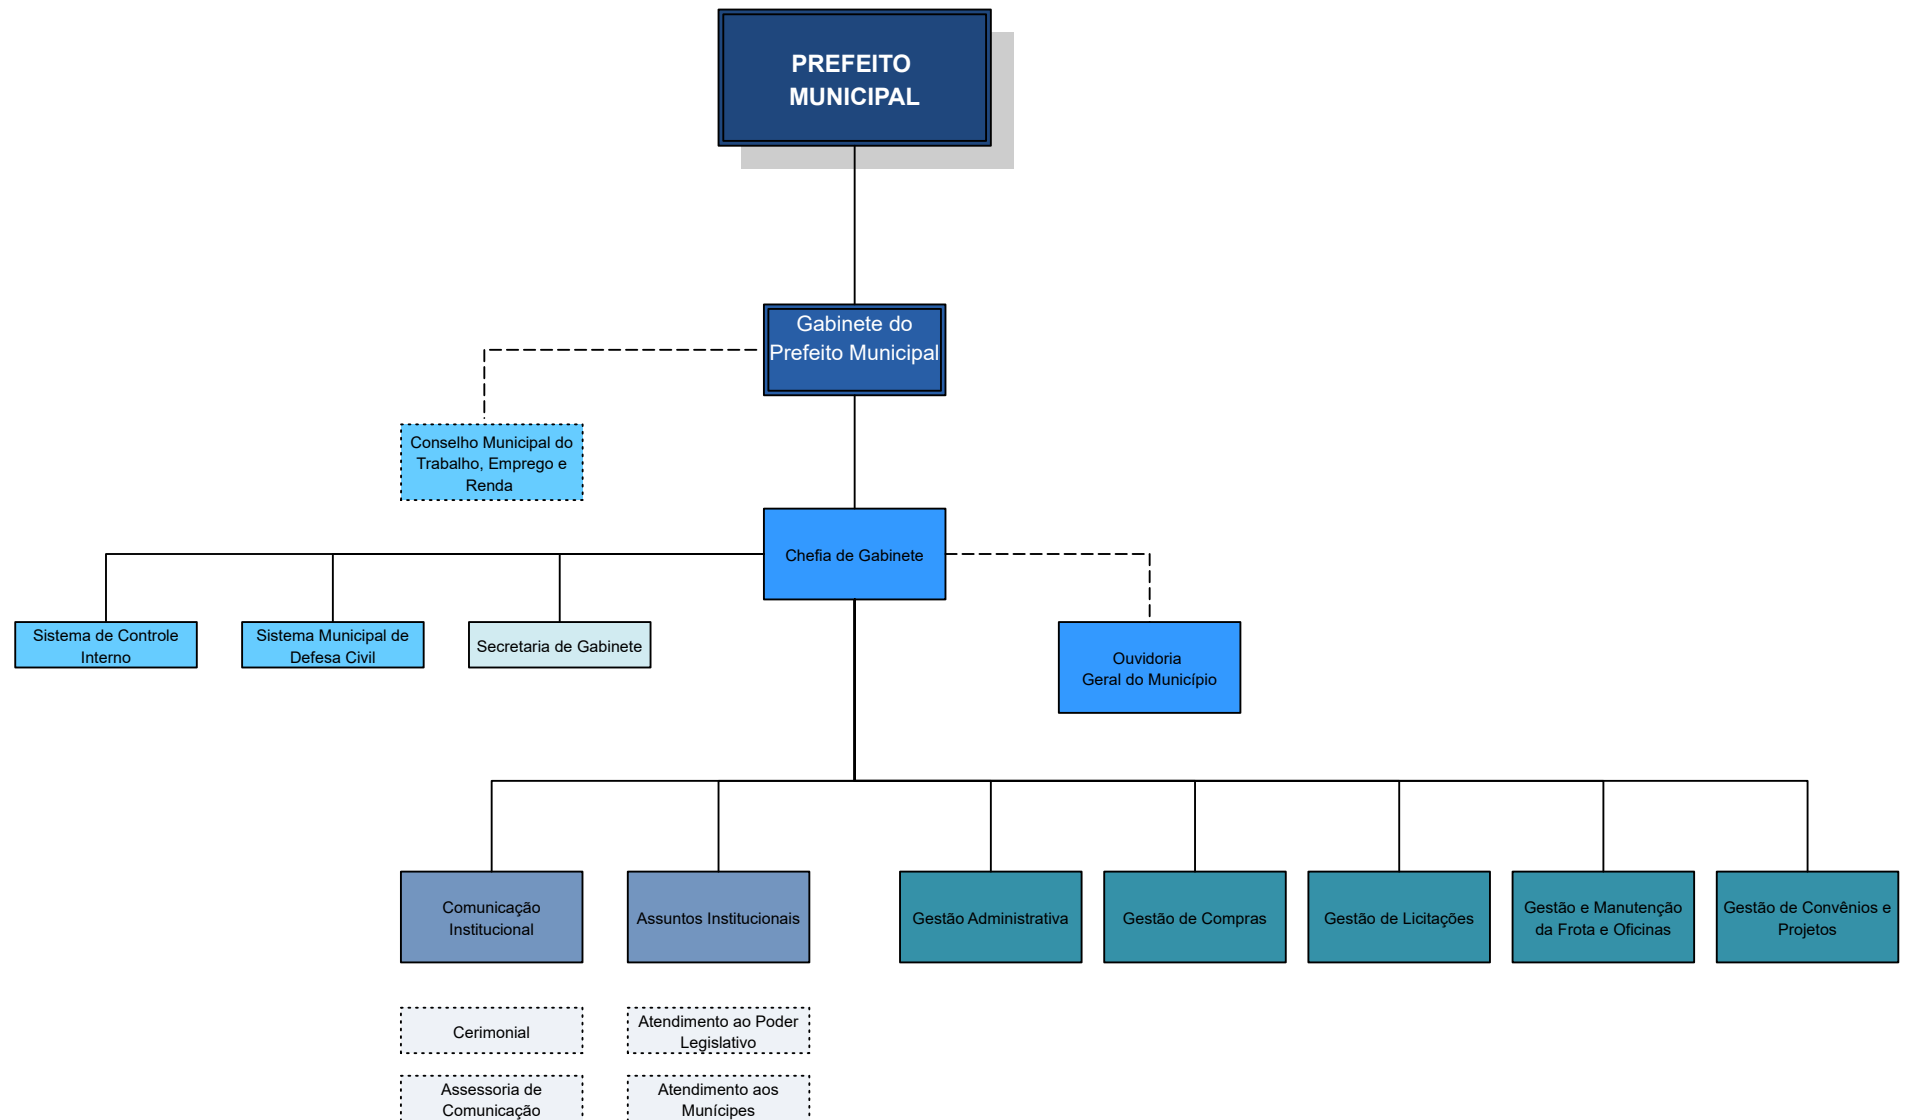 PREFEITO
MUNICIPAL
Gabinete do
Prefeito Municipal
Conselho Municipal do
Trabalho, Emprego e
Renda
Chefia de Gabinete
Sistema de Controle
Interno
Sistema Municipal de
Defesa Civil
Secretaria de Gabinete
Ouvidoria
Geral do Município
Comunicação
Institucional
Assuntos Institucionais
Gestão Administrativa
Gestão de Compras
Gestão de Licitações
Gestão e Manutenção
da Frota e Oficinas
Gestão de Convênios e
Projetos
Cerimonial
Atendimento ao Poder
Legislativo
Assessoria de
Comunicação
Atendimento aos
Munícipes